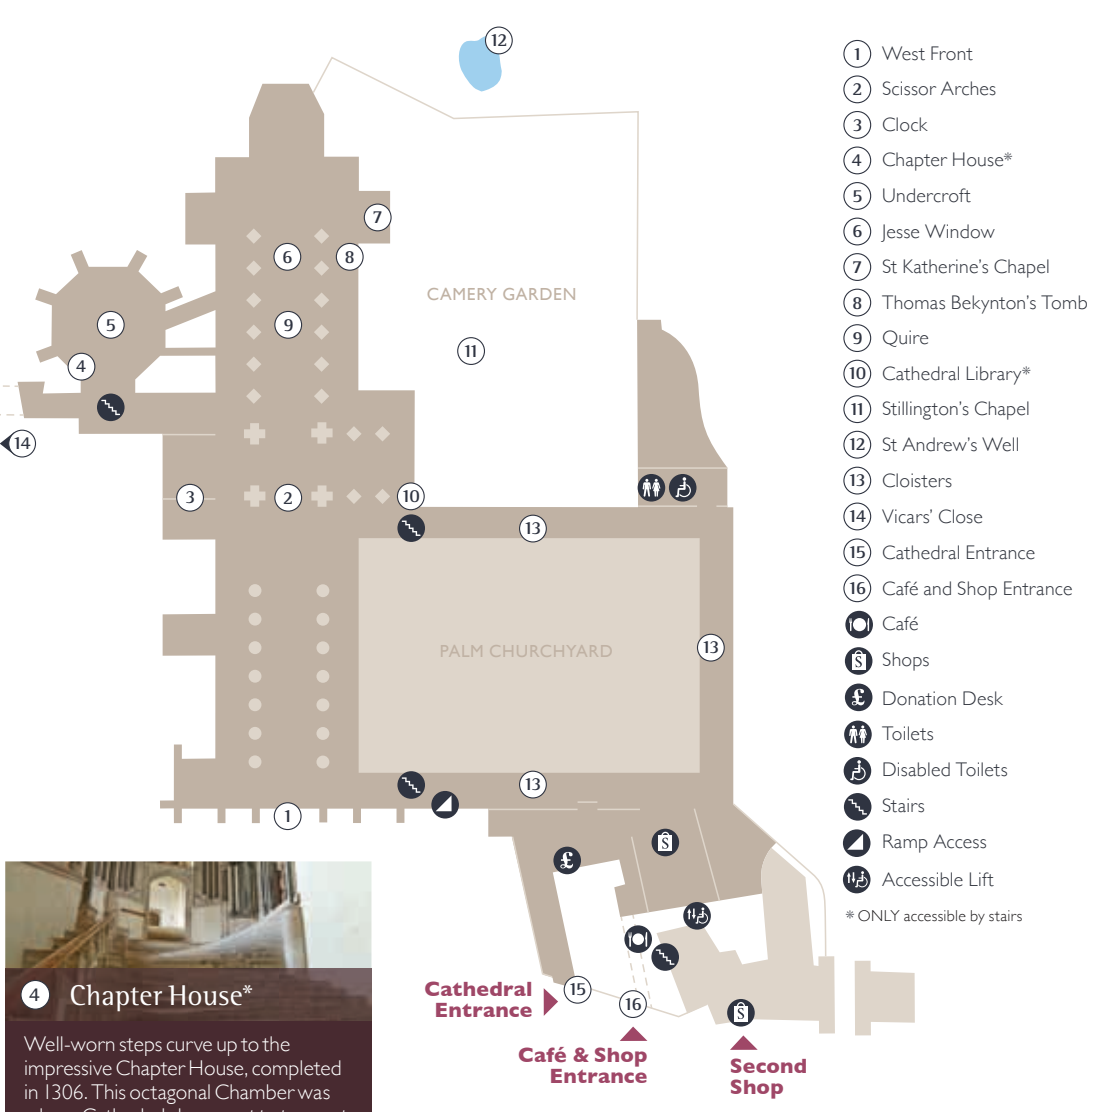 12
1 West Front
2 Scissor Arches
3 Clock
4 Chapter House*
5 Undercroft
6 Jesse Window
7 St Katherine's Chapel
8 Thomas Bekynton's Tomb
9 Quire
10 Cathedral Library*
11 Stillington's Chapel
12 St Andrew's Well
13 Cloisters
14 Vicars' Close
15 Cathedral Entrance
16 Café and Shop Entrance
Café
S Shops
£ Donation Desk
Toilets
Disabled Toilets
Stairs
Ramp Access
Accessible Lift
* ONLY accessible by stairs
7
6
8
CAMERY GARDEN
5
9
11
4
14
3
2
10
13
PALM CHURCHYARD
13
13
1
S
£
Cathedral
Entrance
15
16
S
Café & Shop
Entrance
Second
Shop
4 Chapter House*
Well-worn steps curve up to the
impressive Chapter House, completed
in 1306. This octagonal Chamber was